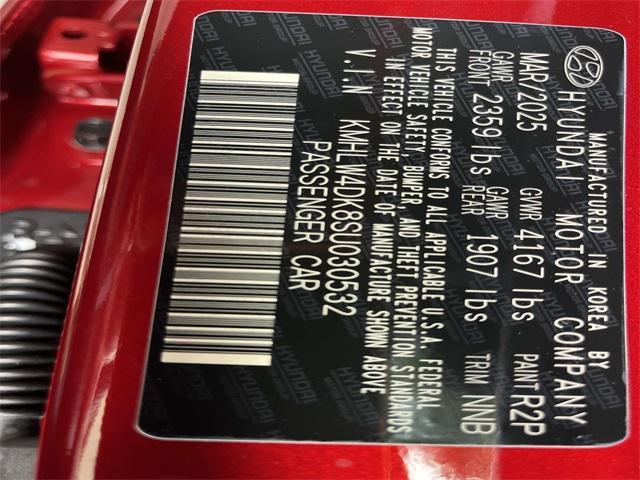 MANUFACTURED IN KOREA BY
HYUNDAI MOTOR COMPANY
MAR/2025 GVWR 4167 lbs PAINT R2P
GAWR FRONT 2359 lbs GAWR REAR 1907 lbs TRIM NNB
THIS VEHICLE CONFORMS TO ALL APPLICABLE U.S.A. FEDERAL
MOTOR VEHICLE SAFETY, BUMPER, AND THEFT PREVENTION STANDARDS
IN EFFECT ON THE DATE OF MANUFACTURE SHOWN ABOVE
V.I N KMHLW4DK8SU030532
PASSENGER CAR